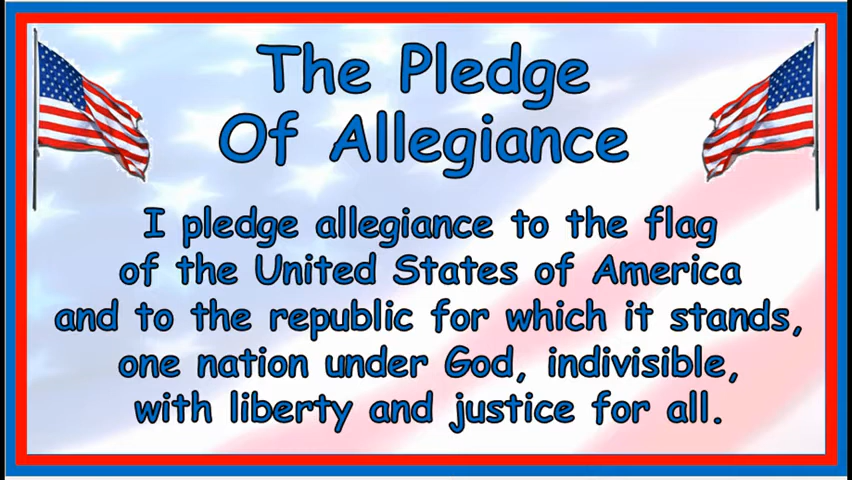 The Pledge
Of Allegiance
I pledge allegiance to the flag
of the United States of America
and to the republic for which it stands,
one nation under God, indivisible,
with liberty and justice for all.